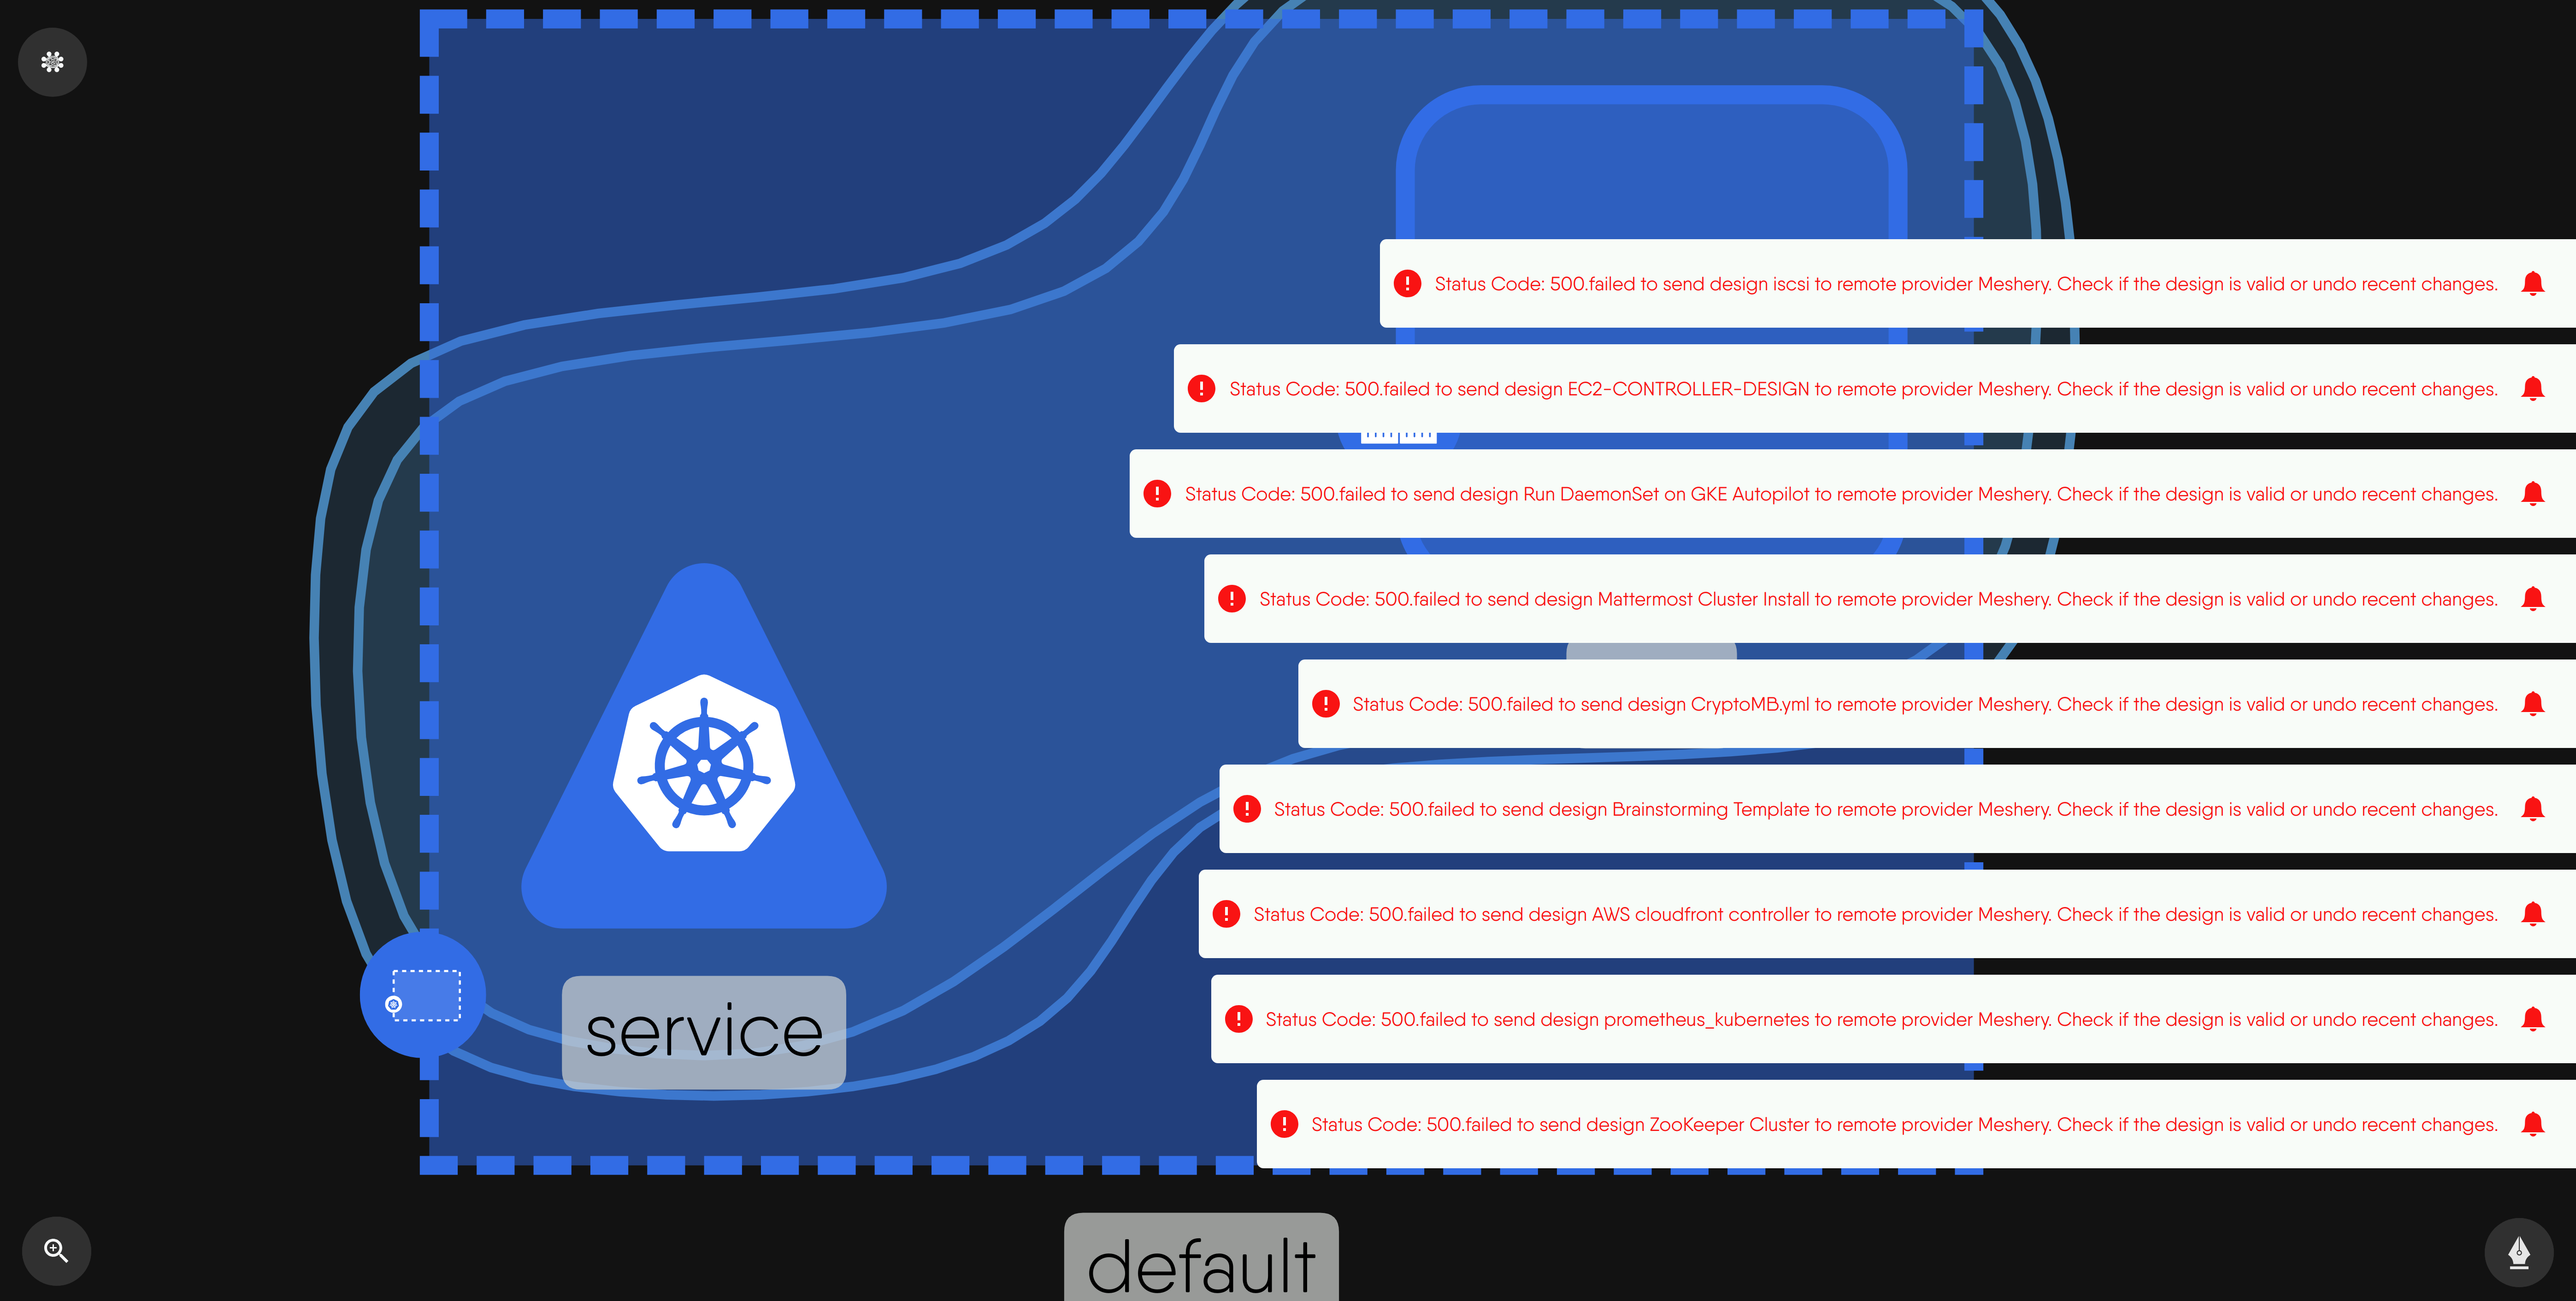 Status Code: 500.failed to send design iscsi to remote provider Meshery. Check if the design is valid or undo recent changes.
Status Code: 500.failed to send design EC2-CONTROLLER-DESIGN to remote provider Meshery. Check if the design is valid or undo recent changes.
Status Code: 500.failed to send design Run DaemonSet on GKE Autopilot to remote provider Meshery. Check if the design is valid or undo recent changes.
Status Code: 500.failed to send design Mattermost Cluster Install to remote provider Meshery. Check if the design is valid or undo recent changes.
Status Code: 500.failed to send design CryptoMB.yml to remote provider Meshery. Check if the design is valid or undo recent changes.
Status Code: 500.failed to send design Brainstorming Template to remote provider Meshery. Check if the design is valid or undo recent changes.
Status Code: 500.failed to send design AWS cloudfront controller to remote provider Meshery. Check if the design is valid or undo recent changes.
Status Code: 500.failed to send design prometheus_kubernetes to remote provider Meshery. Check if the design is valid or undo recent changes.
Status Code: 500.failed to send design ZooKeeper Cluster to remote provider Meshery. Check if the design is valid or undo recent changes.
service
default